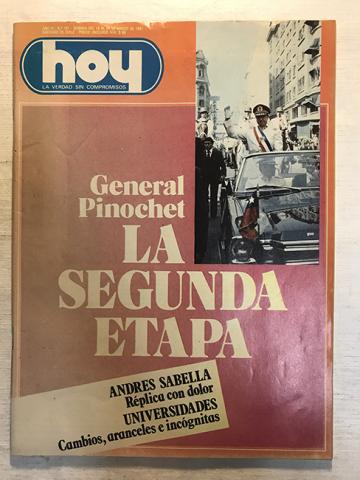 hoy
LA VERDAD SIN COMPROMISOS
General
Pinochet
LA
SEGUNDA
ETAPA
ANDRES SABELLA
Réplica con dolor
UNIVERSIDADES
Cambios, aranceles e incógnitas